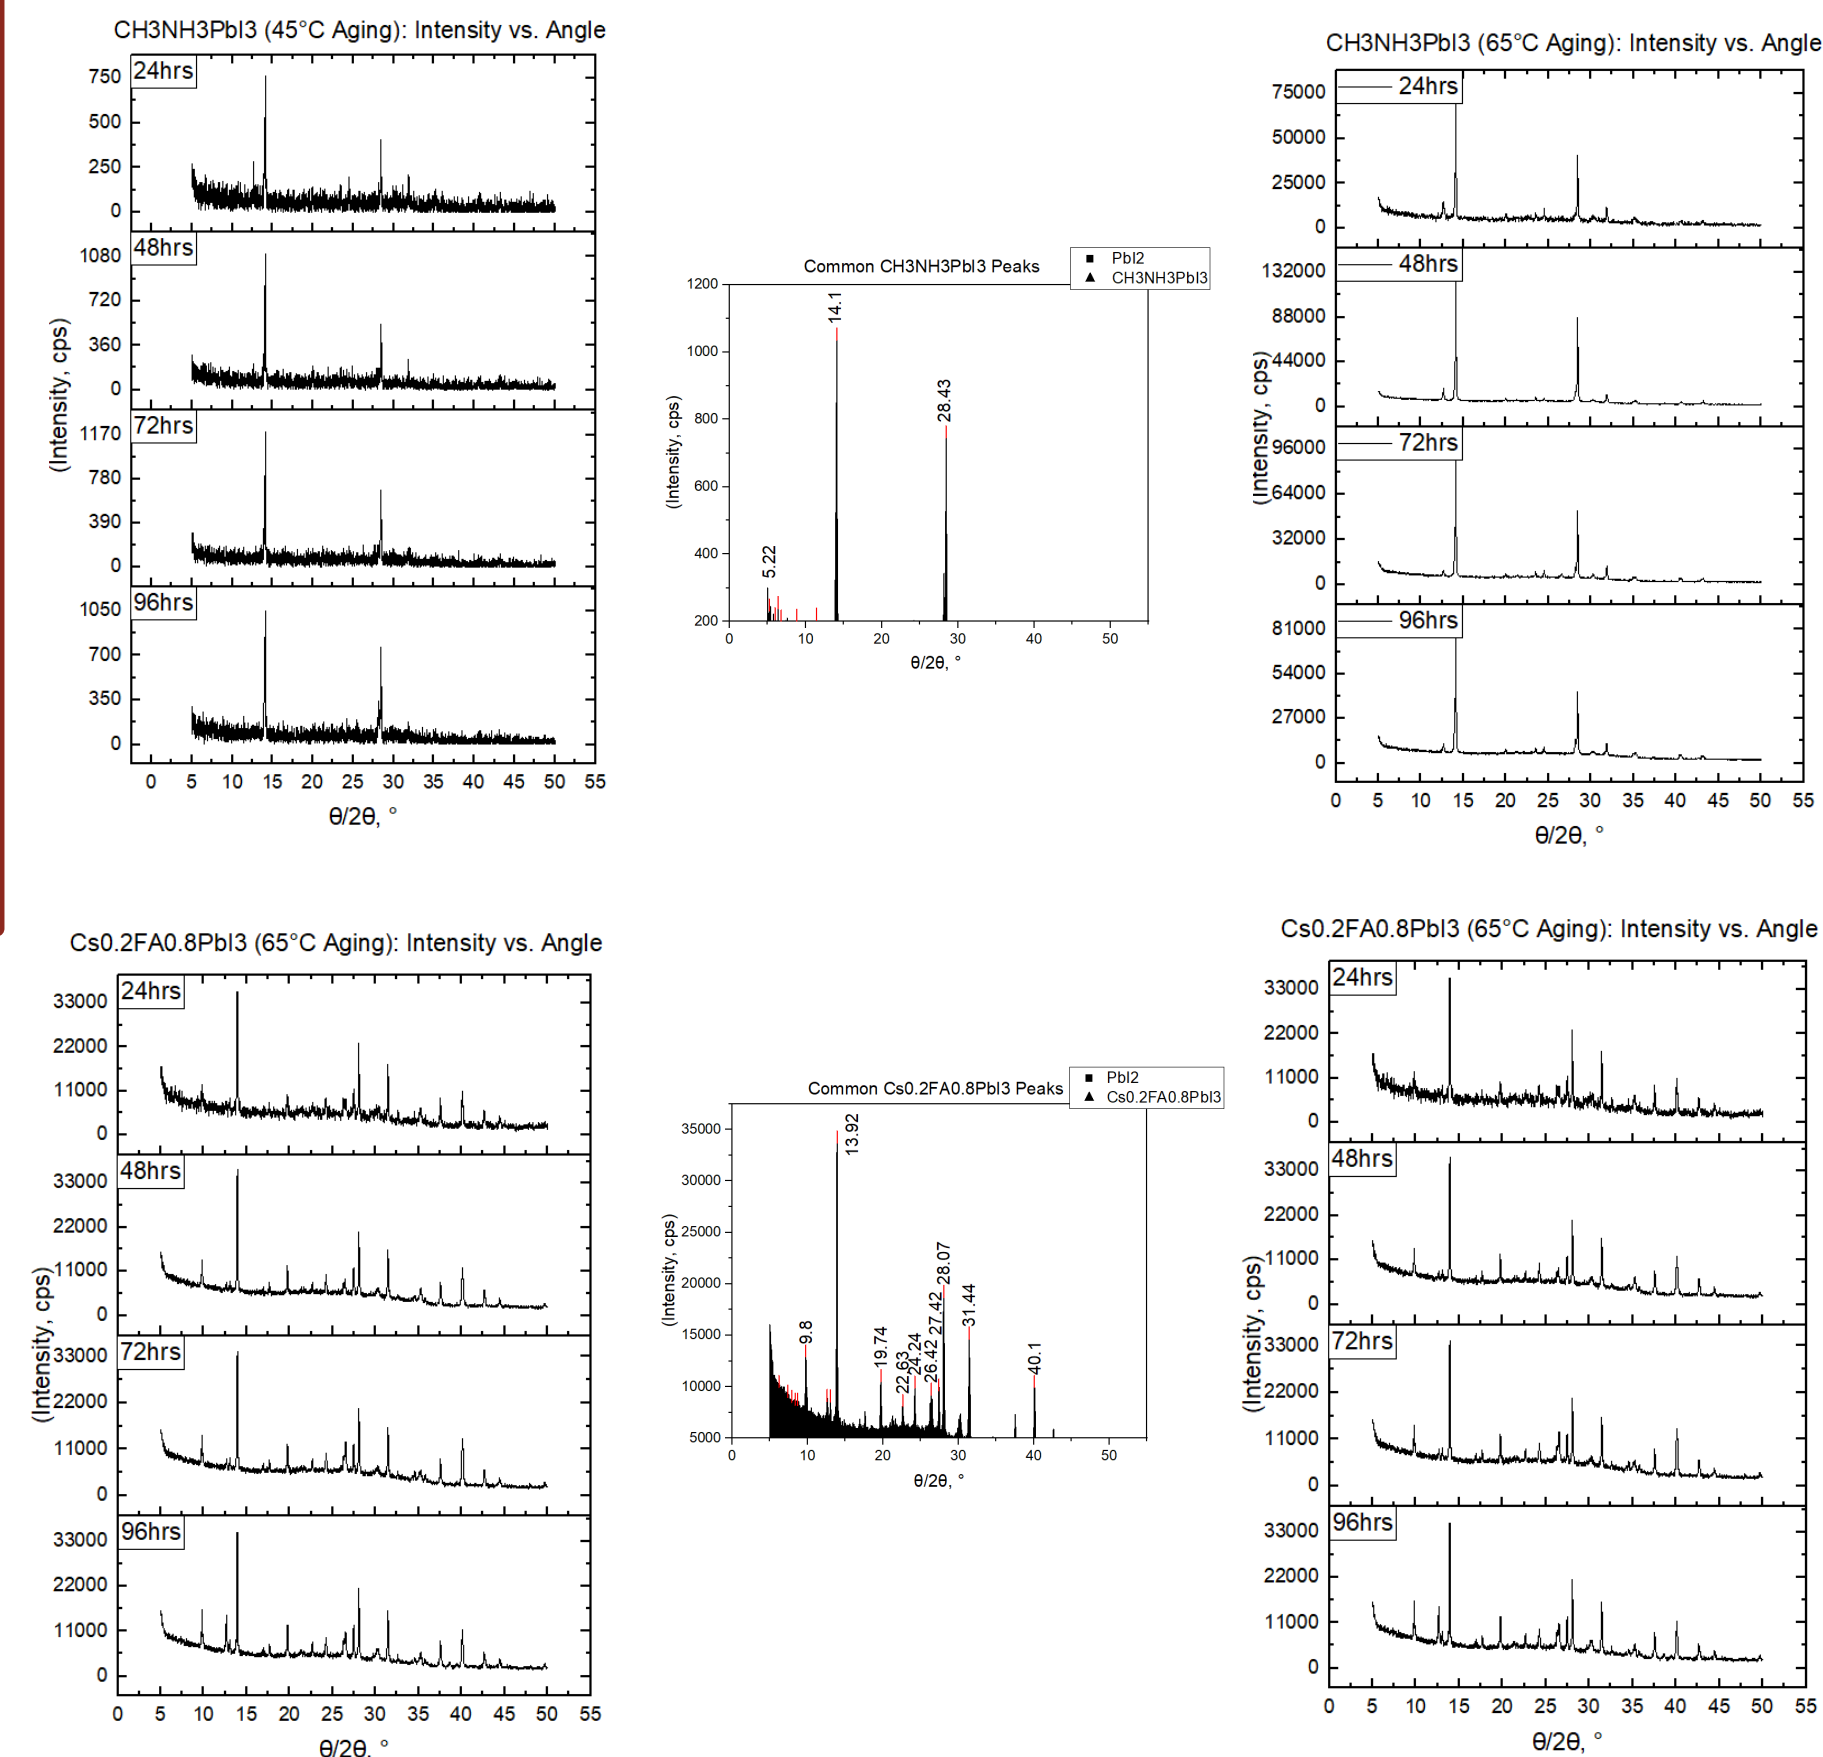 CH3NH3PbI3 (45°C Aging): Intensity vs. Angle
24hrs
750
500
250
0
48hrs
1080
720
360
0
72hrs
1170
780
390
0
96hrs
1050
700
350
0
(Intensity, cps)
0 5 10 15 20 25 30 35 40 45 50 55
θ/2θ, °
Common CH3NH3PbI3 Peaks
PbI2
CH3NH3PbI3
1200
1000
800
600
400
200
(Intensity, cps)
5.22
14.1
28.43
0 10 20 30 40 50
θ/2θ, °
CH3NH3PbI3 (65°C Aging): Intensity vs. Angle
24hrs
75000
50000
25000
0
48hrs
132000
88000
44000
0
72hrs
96000
64000
32000
0
96hrs
81000
54000
27000
0
(Intensity, cps)
0 5 10 15 20 25 30 35 40 45 50 55
θ/2θ, °
Cs0.2FA0.8PbI3 (65°C Aging): Intensity vs. Angle
24hrs
33000
22000
11000
0
48hrs
33000
22000
11000
0
72hrs
33000
22000
11000
0
96hrs
33000
22000
11000
0
(Intensity, cps)
0 5 10 15 20 25 30 35 40 45 50 55
θ/2θ, °
Common Cs0.2FA0.8PbI3 Peaks
PbI2
Cs0.2FA0.8PbI3
35000
30000
25000
20000
15000
10000
5000
(Intensity, cps)
9.8
13.92
19.74
22.63
24.24
26.42
27.42
28.07
31.44
40.1
0 10 20 30 40 50
θ/2θ, °
Cs0.2FA0.8PbI3 (65°C Aging): Intensity vs. Angle
24hrs
33000
22000
11000
0
48hrs
33000
22000
11000
0
72hrs
33000
22000
11000
0
96hrs
33000
22000
11000
0
(Intensity, cps)
0 5 10 15 20 25 30 35 40 45 50 55
θ/2θ, °